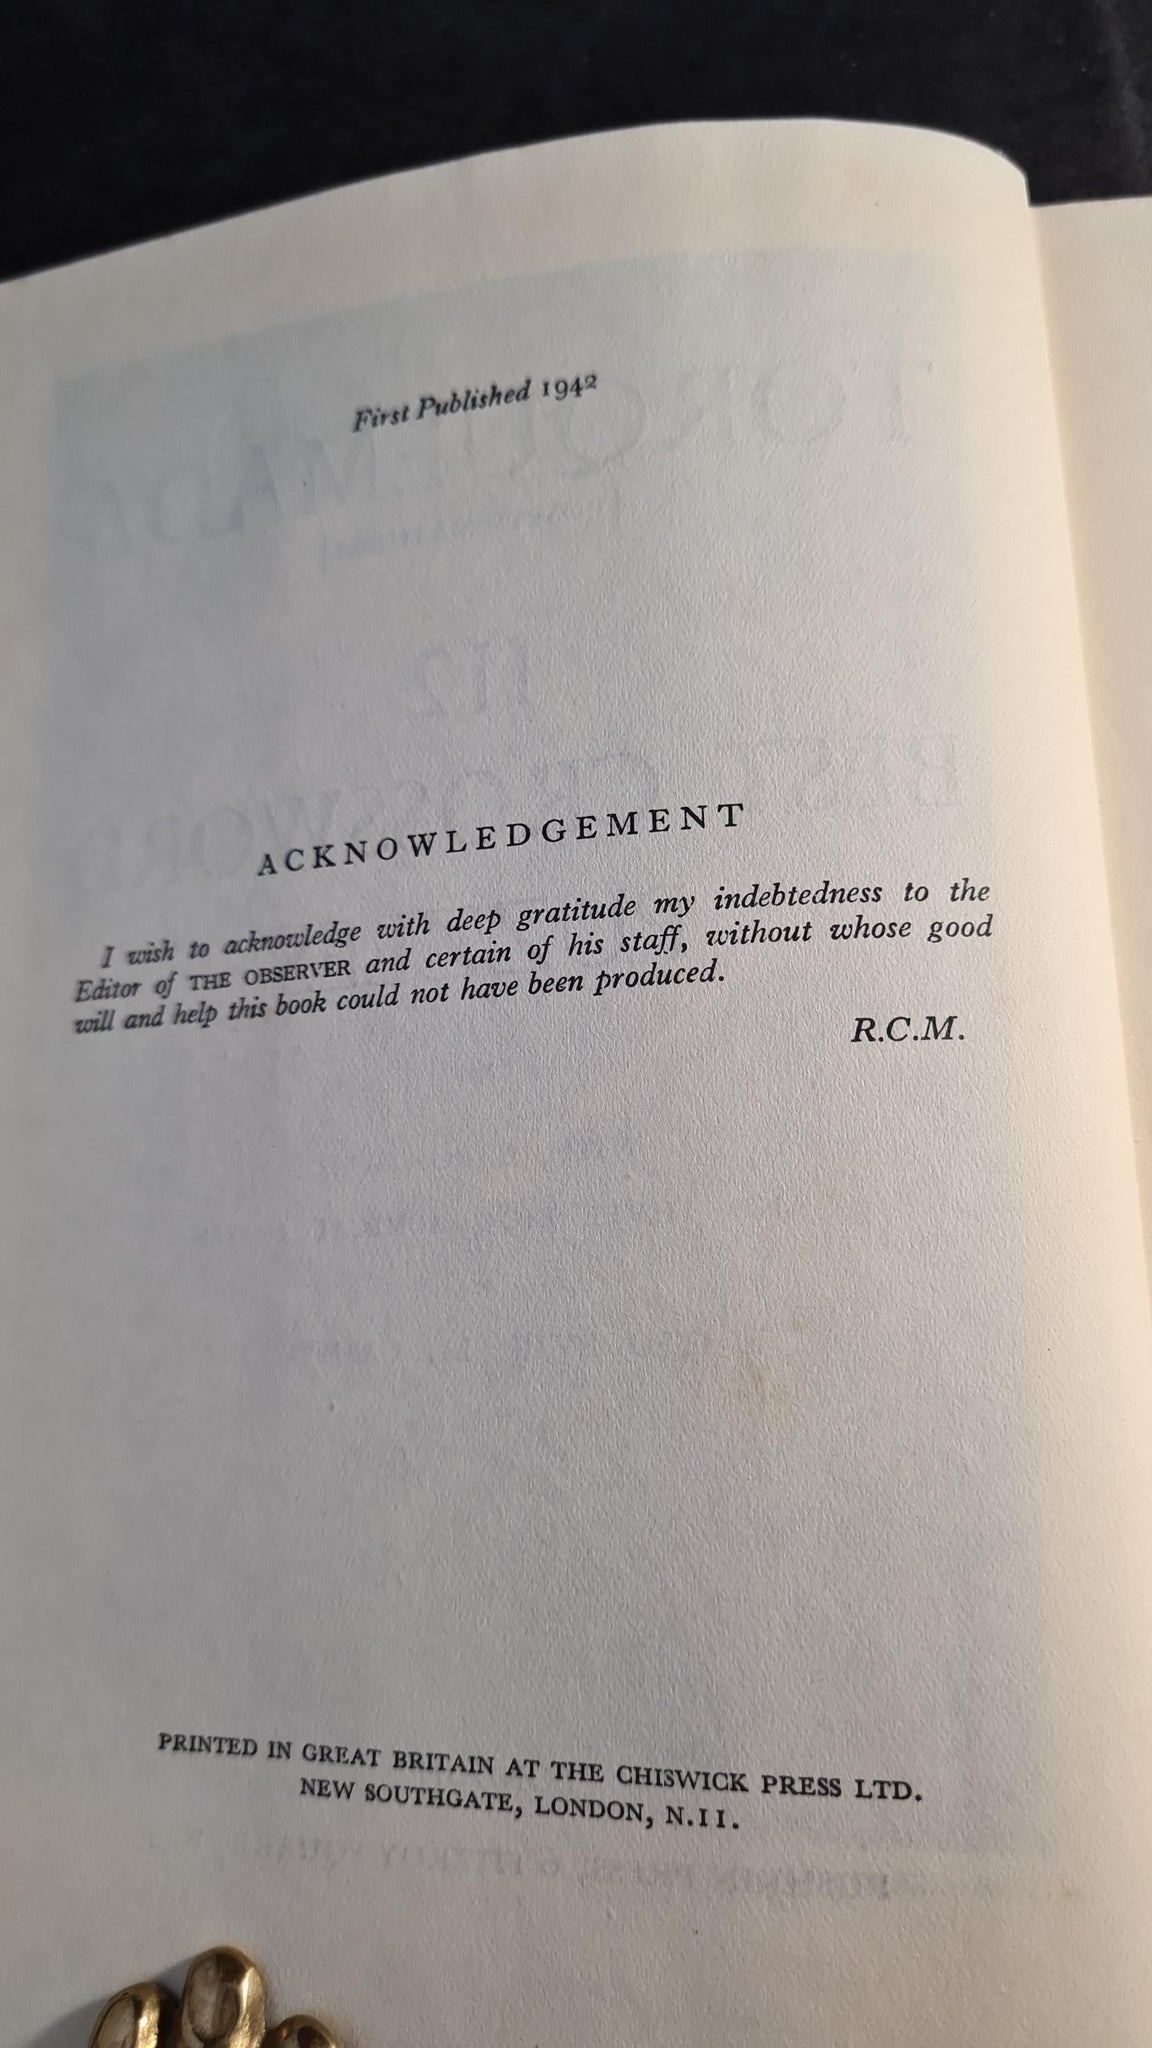 First Published 1942
ACKNOWLEDGEMENT
I wish to acknowledge with deep gratitude my indebtedness to the
Editor of THE OBSERVER and certain of his staff, without whose good
will and help this book could not have been produced.
R.C.M.
PRINTED IN GREAT BRITAIN AT THE CHISWICK PRESS LTD.
NEW SOUTHGATE, LONDON, N.11.